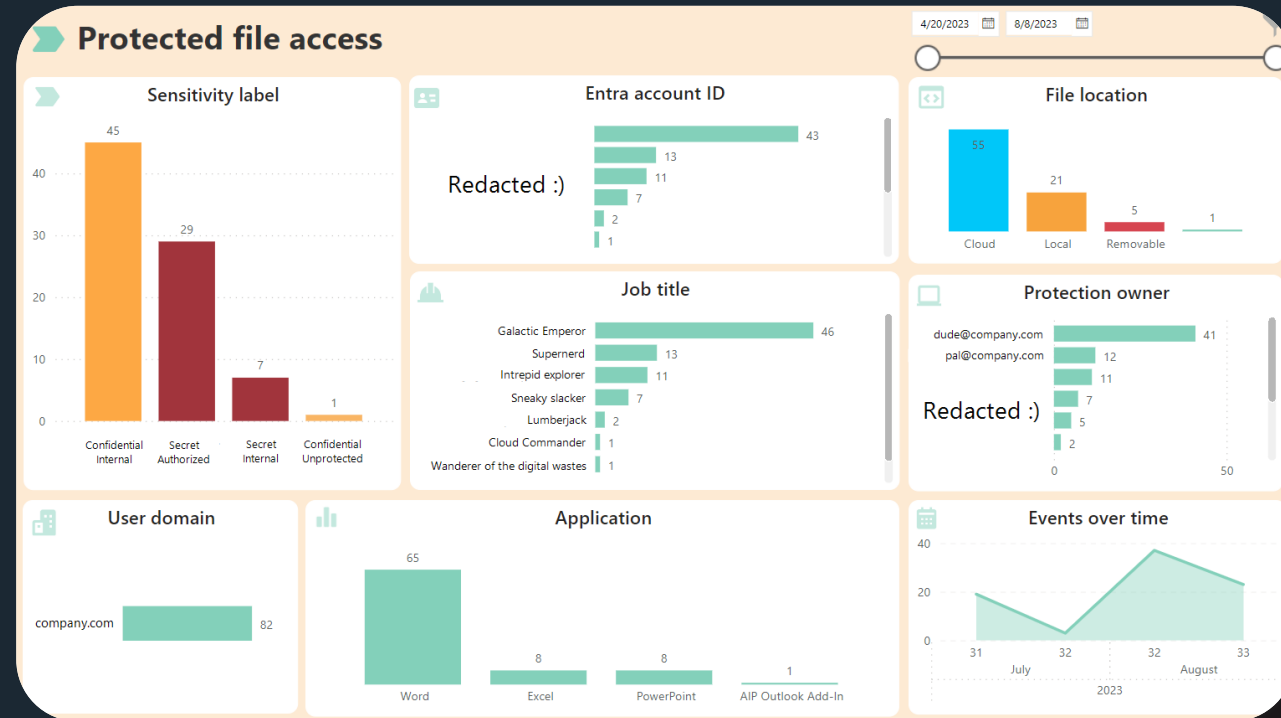 Protected file access
4/20/2023
8/8/2023
Sensitivity label
45
40
29
30
20
10
7
1
0
Confidential Internal
Secret Authorized
Secret Internal
Confidential Unprotected
Entra account ID
Redacted :)
43
13
11
7
2
1
File location
55
21
5
1
Cloud
Local
Removable
Job title
Galactic Emperor 46
Supernerd 13
Intrepid explorer 11
Sneaky slacker 7
Lumberjack 2
Cloud Commander 1
Wanderer of the digital wastes 1
Protection owner
dude@company.com 41
pal@company.com 12
11
7
Redacted :)
5
2
0
50
User domain
company.com 82
Application
65
8
8
1
Word
Excel
PowerPoint
AIP Outlook Add-In
Events over time
40
20
0
31
32
32
33
July
August
2023